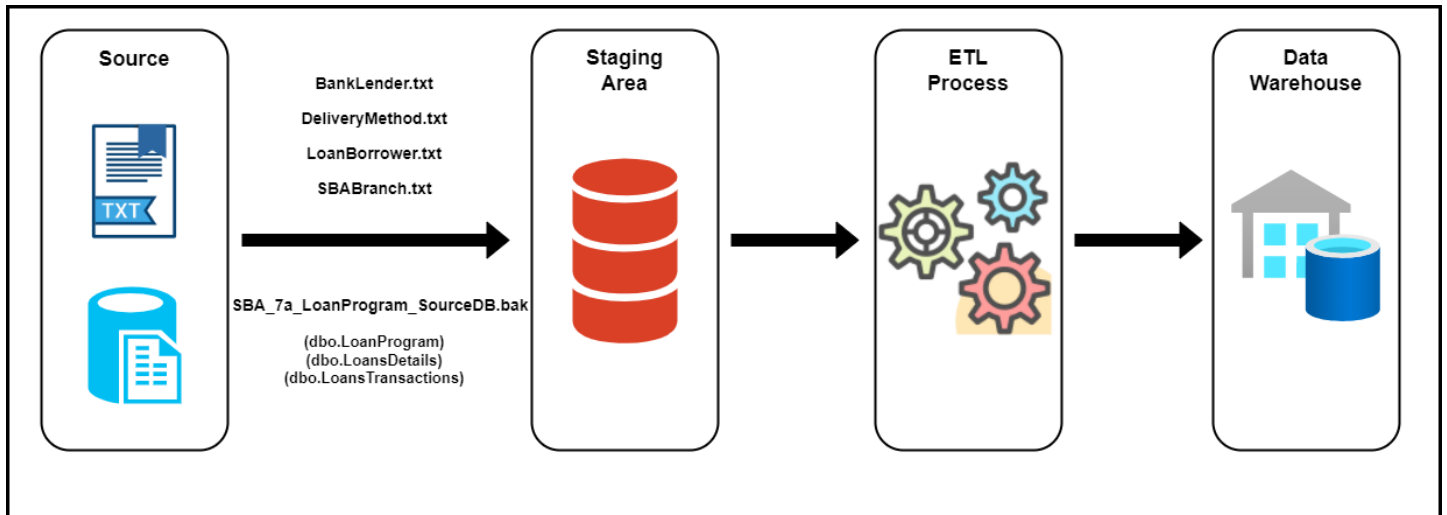 Source
TXT
BankLender.txt
DeliveryMethod.txt
LoanBorrower.txt
SBABranch.txt
SBA_7a_LoanProgram_SourceDB.bak
(dbo.LoanProgram)
(dbo.LoansDetails)
(dbo.LoansTransactions)
Staging
Area
ETL
Process
Data
Warehouse